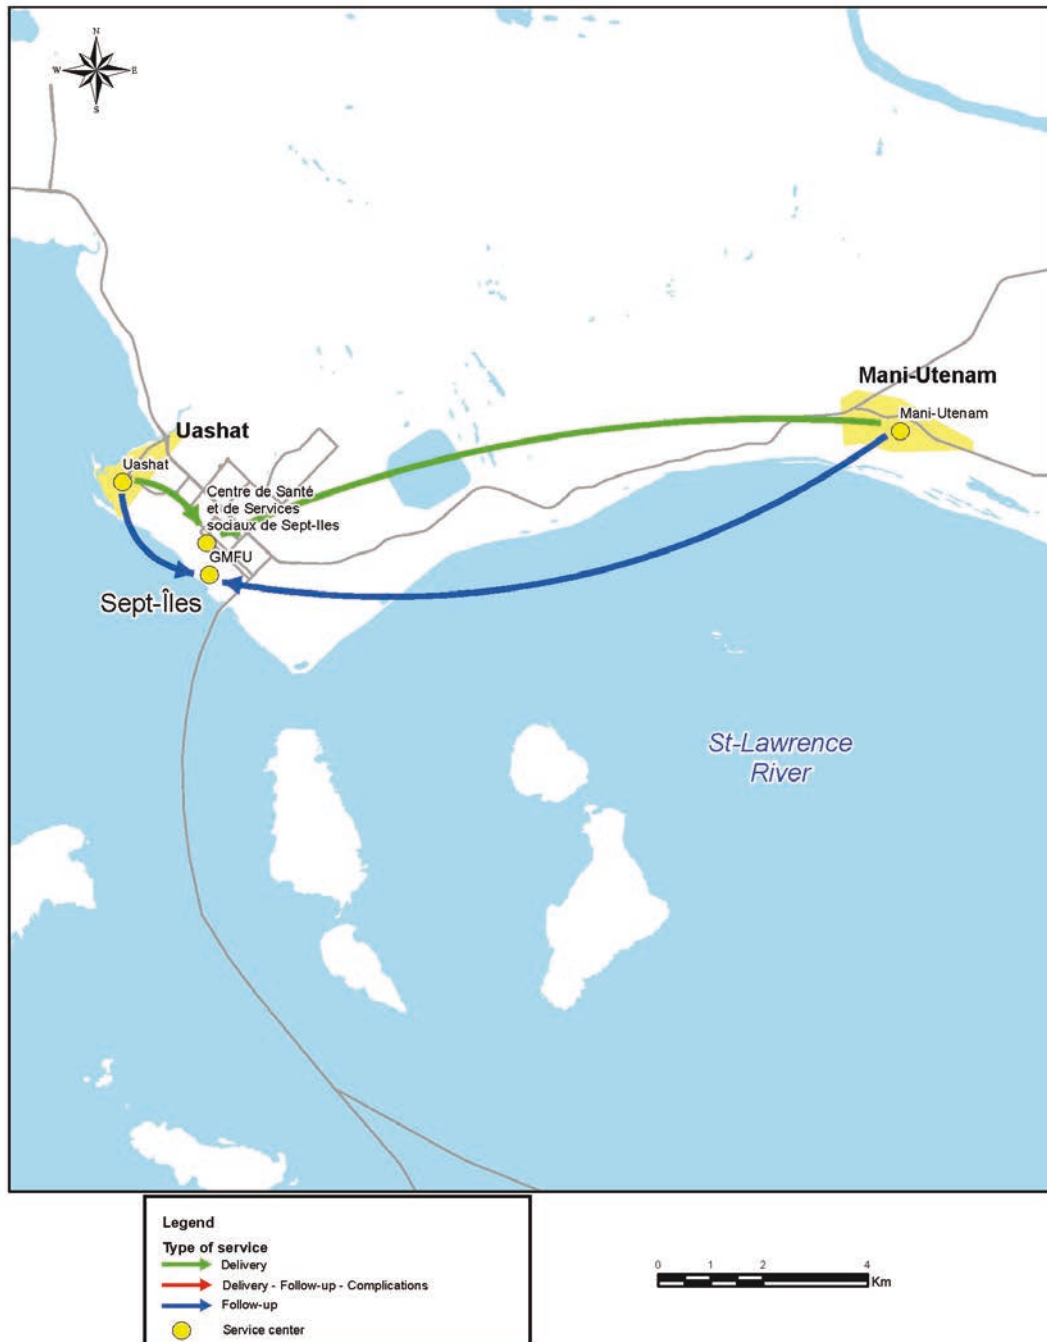 N
W
E
S
Mani-Utenam
Mani-Utenam
Uashat
Uashat
Centre de Santé
et de Services
sociaux de Sept-Iles
GMFU
Sept-Îles
St-Lawrence
River
Legend
Type of service
Delivery
Delivery - Follow-up - Complications
Follow-up
Service center
0 1 2 4
Km